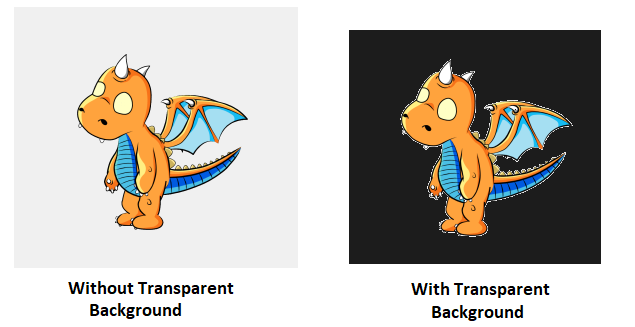 Without Transparent
Background
With Transparent
Background